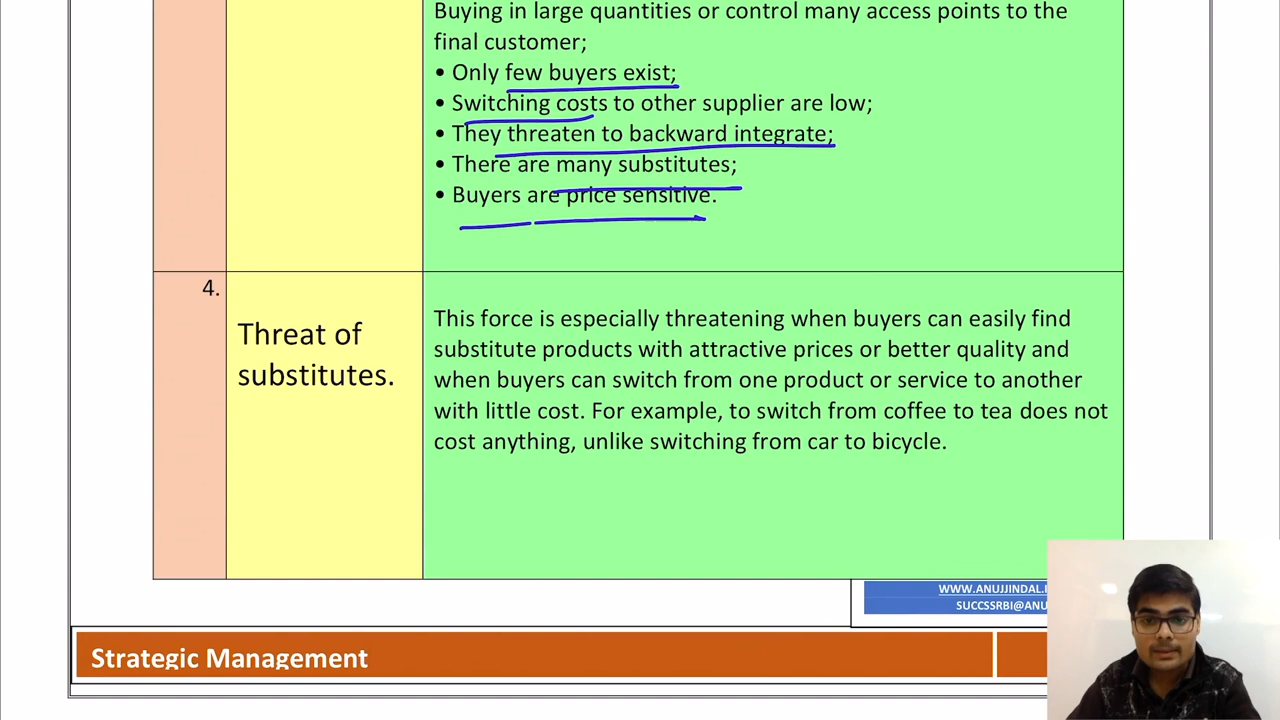 Buying in large quantities or control many access points to the
final customer;
• Only few buyers exist;
• Switching costs to other supplier are low;
• They threaten to backward integrate;
• There are many substitutes;
• Buyers are price sensitive.
4.
Threat of
substitutes.
This force is especially threatening when buyers can easily find
substitute products with attractive prices or better quality and
when buyers can switch from one product or service to another
with little cost. For example, to switch from coffee to tea does not
cost anything, unlike switching from car to bicycle.
WWW.ANUJJINDAL.
SUCCSSRBI@ANU
Strategic Management